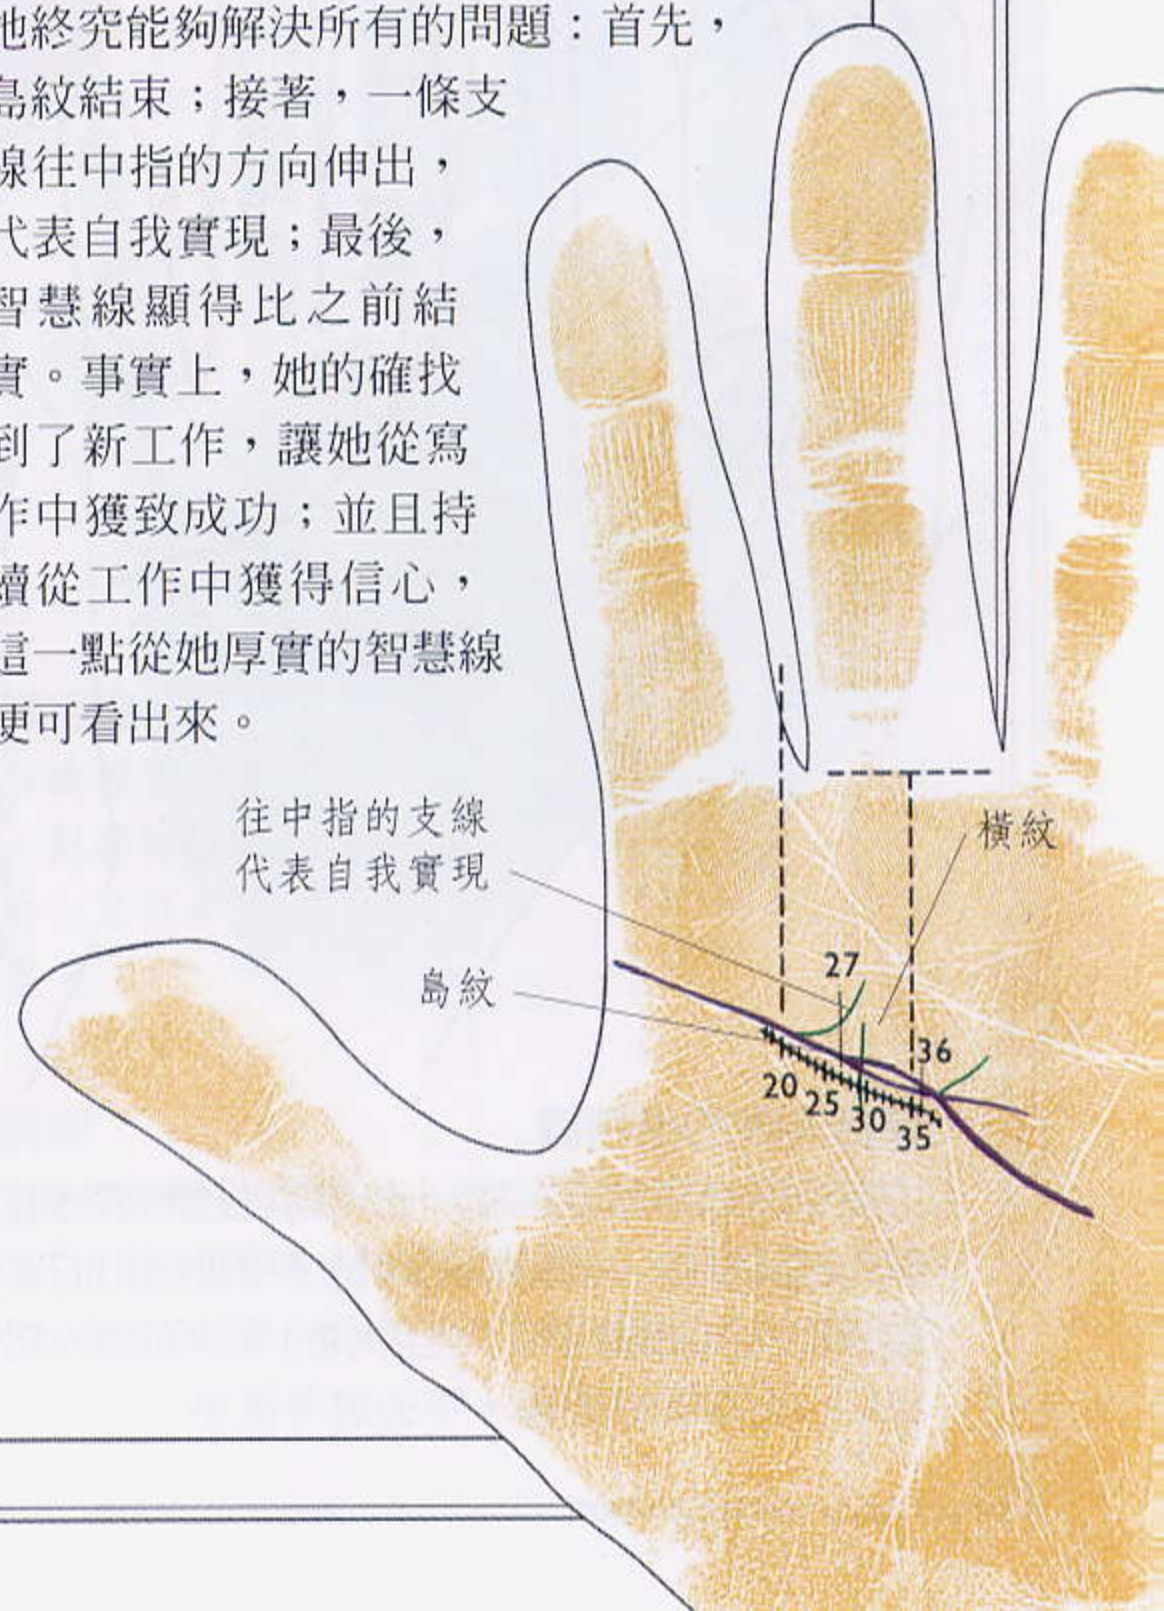 她終究能夠解決所有的問題：首先，
島紋結束；接著，一條支
線往中指的方向伸出，
代表自我實現；最後，
智慧線顯得比之前結
實。事實上，她的確找
到了新工作，讓她從寫
作中獲致成功；並且持
續從工作中獲得信心，
這一點從她厚實的智慧線
便可看出來。
往中指的支線
代表自我實現
橫紋
島紋
27
36
20
25
30
35